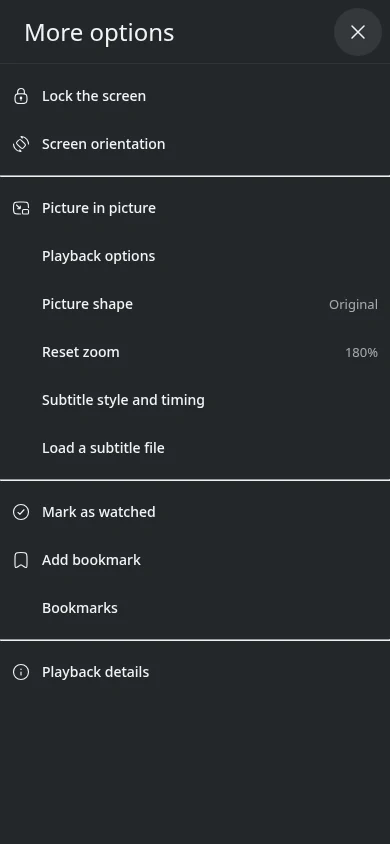 More options
Lock the screen
Screen orientation
Picture in picture
Playback options
Picture shape Original
Reset zoom 180%
Subtitle style and timing
Load a subtitle file
Mark as watched
Add bookmark
Bookmarks
Playback details